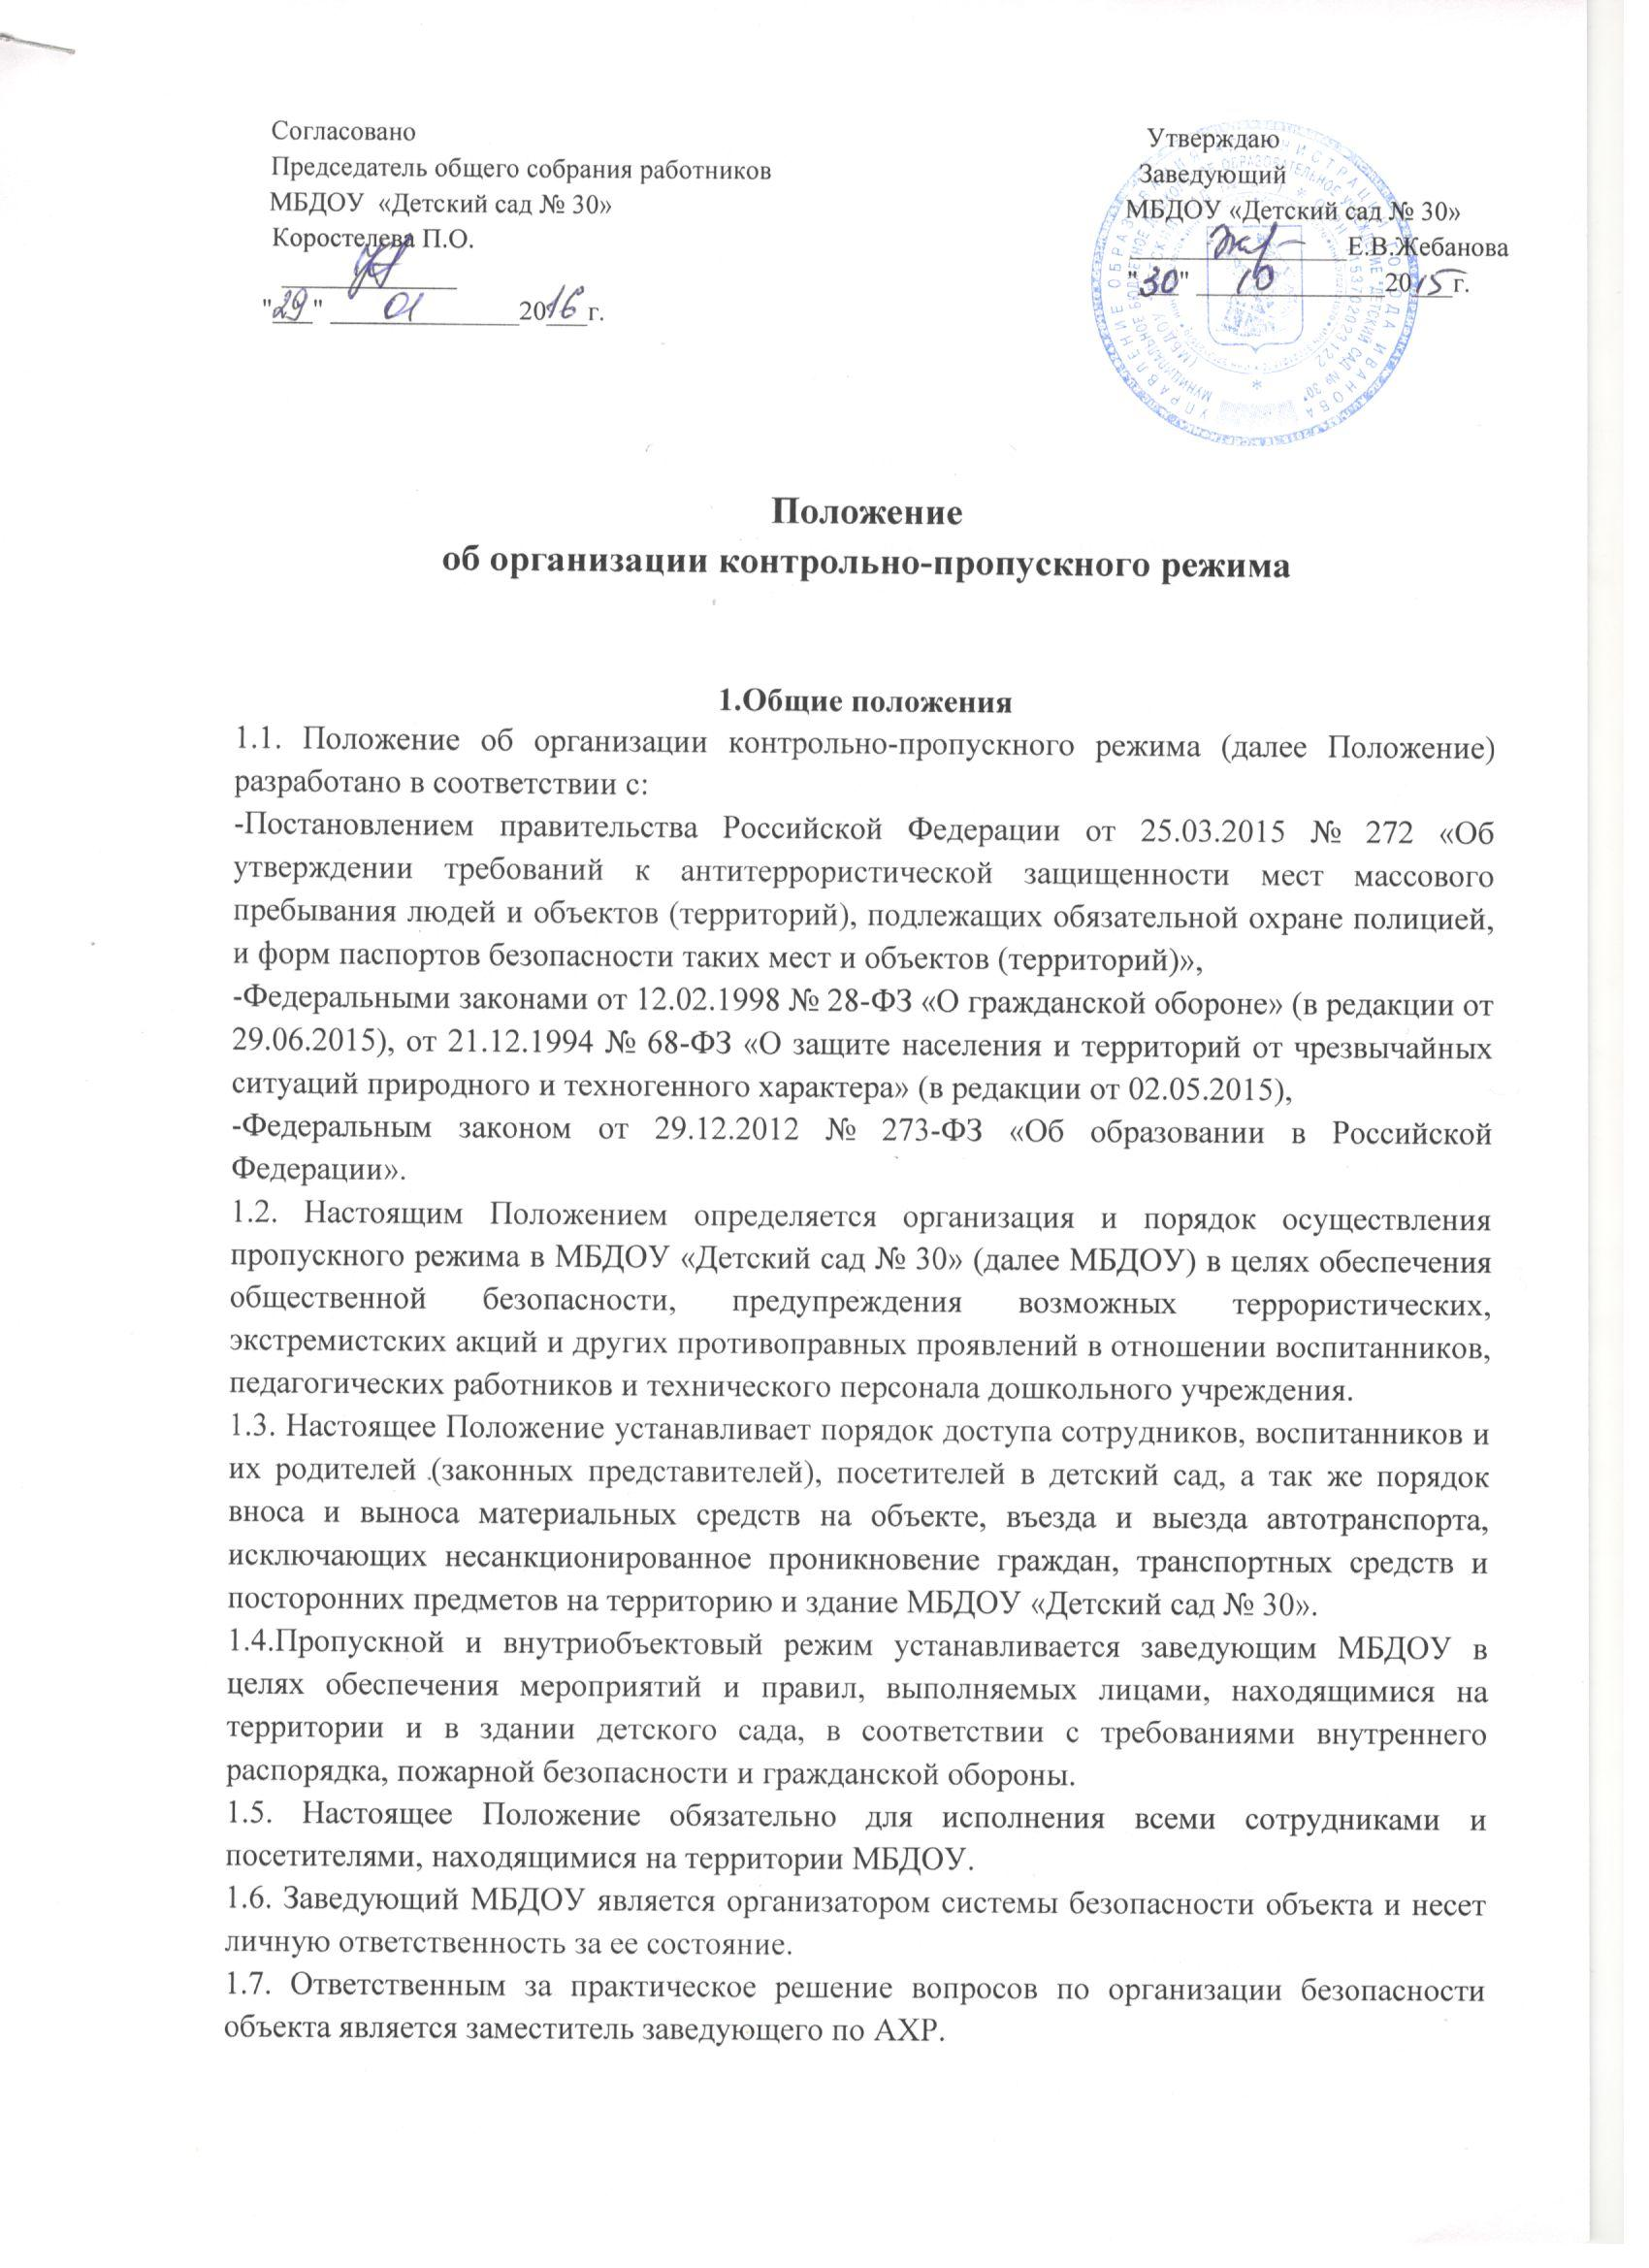 Согласовано
Председатель общего собрания работников
МБДОУ «Детский сад № 30»
Коростелева П.О.
"29" 01 2016 г.
Утверждаю
Заведующий
МБДОУ «Детский сад № 30»
Е.В.Жебанова
"30" 10 2015 г.
УПРАВЛЕНИЕ ОБРАЗОВАНИЯ АДМИНИСТРАЦИИ ГОРОДА ИВАНОВА
Положение
об организации контрольно-пропускного режима
1.Общие положения
1.1. Положение об организации контрольно-пропускного режима (далее Положение)
разработано в соответствии с:
-Постановлением правительства Российской Федерации от 25.03.2015 № 272 «Об
утверждении требований к антитеррористической защищенности мест массового
пребывания людей и объектов (территорий), подлежащих обязательной охране полицией,
и форм паспортов безопасности таких мест и объектов (территорий)»,
-Федеральными законами от 12.02.1998 № 28-ФЗ «О гражданской обороне» (в редакции от
29.06.2015), от 21.12.1994 № 68-ФЗ «О защите населения и территорий от чрезвычайных
ситуаций природного и техногенного характера» (в редакции от 02.05.2015),
-Федеральным законом от 29.12.2012 № 273-ФЗ «Об образовании в Российской
Федерации».
1.2. Настоящим Положением определяется организация и порядок осуществления
пропускного режима в МБДОУ «Детский сад № 30» (далее МБДОУ) в целях обеспечения
общественной безопасности, предупреждения возможных террористических,
экстремистских акций и других противоправных проявлений в отношении воспитанников,
педагогических работников и технического персонала дошкольного учреждения.
1.3. Настоящее Положение устанавливает порядок доступа сотрудников, воспитанников и
их родителей (законных представителей), посетителей в детский сад, а так же порядок
вноса и выноса материальных средств на объекте, въезда и выезда автотранспорта,
исключающих несанкционированное проникновение граждан, транспортных средств и
посторонних предметов на территорию и здание МБДОУ «Детский сад № 30».
1.4.Пропускной и внутриобъектовый режим устанавливается заведующим МБДОУ в
целях обеспечения мероприятий и правил, выполняемых лицами, находящимися на
территории и в здании детского сада, в соответствии с требованиями внутреннего
распорядка, пожарной безопасности и гражданской обороны.
1.5. Настоящее Положение обязательно для исполнения всеми сотрудниками и
посетителями, находящимися на территории МБДОУ.
1.6. Заведующий МБДОУ является организатором системы безопасности объекта и несет
личную ответственность за ее состояние.
1.7. Ответственным за практическое решение вопросов по организации безопасности
объекта является заместитель заведующего по АХР.